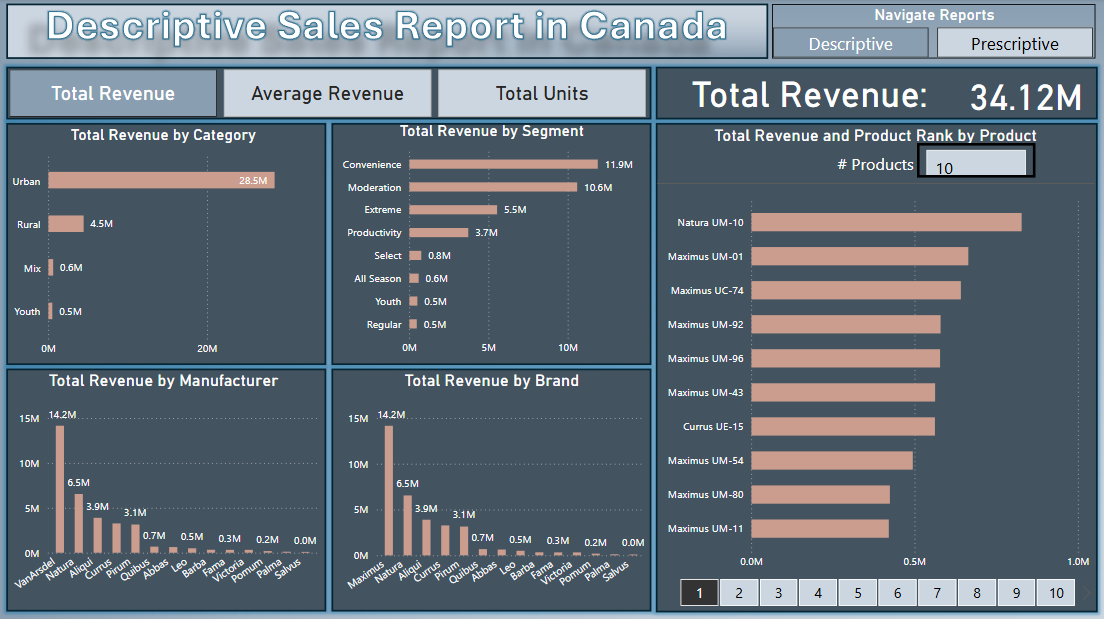 Descriptive Sales Report in Canada
Navigate Reports
Descriptive
Prescriptive
Total Revenue
Average Revenue
Total Units
Total Revenue: 34.12M
Total Revenue by Category
Urban 28.5M
Rural 4.5M
Mix 0.6M
Youth 0.5M
0M 20M
Total Revenue by Segment
Convenience 11.9M
Moderation 10.6M
Extreme 5.5M
Productivity 3.7M
Select 0.8M
All Season 0.6M
Youth 0.5M
Regular 0.5M
0M 5M 10M
Total Revenue and Product Rank by Product
# Products 10
Natura UM-10
Maximus UM-01
Maximus UC-74
Maximus UM-92
Maximus UM-96
Maximus UM-43
Currus UE-15
Maximus UM-54
Maximus UM-80
Maximus UM-11
0.0M 0.5M 1.0M
1 2 3 4 5 6 7 8 9 10
Total Revenue by Manufacturer
15M
10M
5M
0M
14.2M 6.5M 3.9M 3.1M 0.7M 0.5M 0.3M 0.2M 0.0M
VanArsdel Natura Aliqui Currus Pirum Quibus Abbas Leo Barba Fama Victoria Pomum Palma Salvus
Total Revenue by Brand
15M
10M
5M
0M
14.2M 6.5M 3.9M 3.1M 0.7M 0.5M 0.3M 0.2M 0.0M
Maximus Natura Aliqui Currus Pirum Quibus Abbas Leo Barba Fama Victoria Pomum Palma Salvus